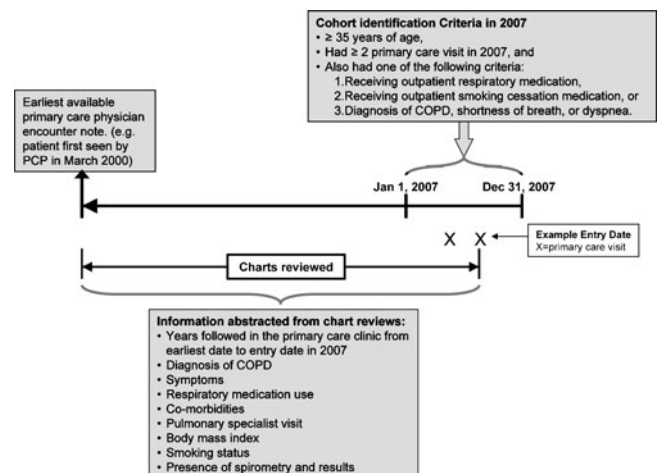 Cohort identification Criteria in 2007
• ≥ 35 years of age,
• Had ≥ 2 primary care visit in 2007, and
• Also had one of the following criteria:
1.Receiving outpatient respiratory medication,
2.Receiving outpatient smoking cessation medication, or
3.Diagnosis of COPD, shortness of breath, or dyspnea.
Earliest available
primary care physician
encounter note. (e.g.
patient first seen by
PCP in March 2000)
Jan 1, 2007
Dec 31, 2007
X X
Example Entry Date
X=primary care visit
Charts reviewed
Information abstracted from chart reviews:
• Years followed in the primary care clinic from
earliest date to entry date in 2007
• Diagnosis of COPD
• Symptoms
• Respiratory medication use
• Co-morbidities
• Pulmonary specialist visit
• Body mass index
• Smoking status
• Presence of spirometry and results